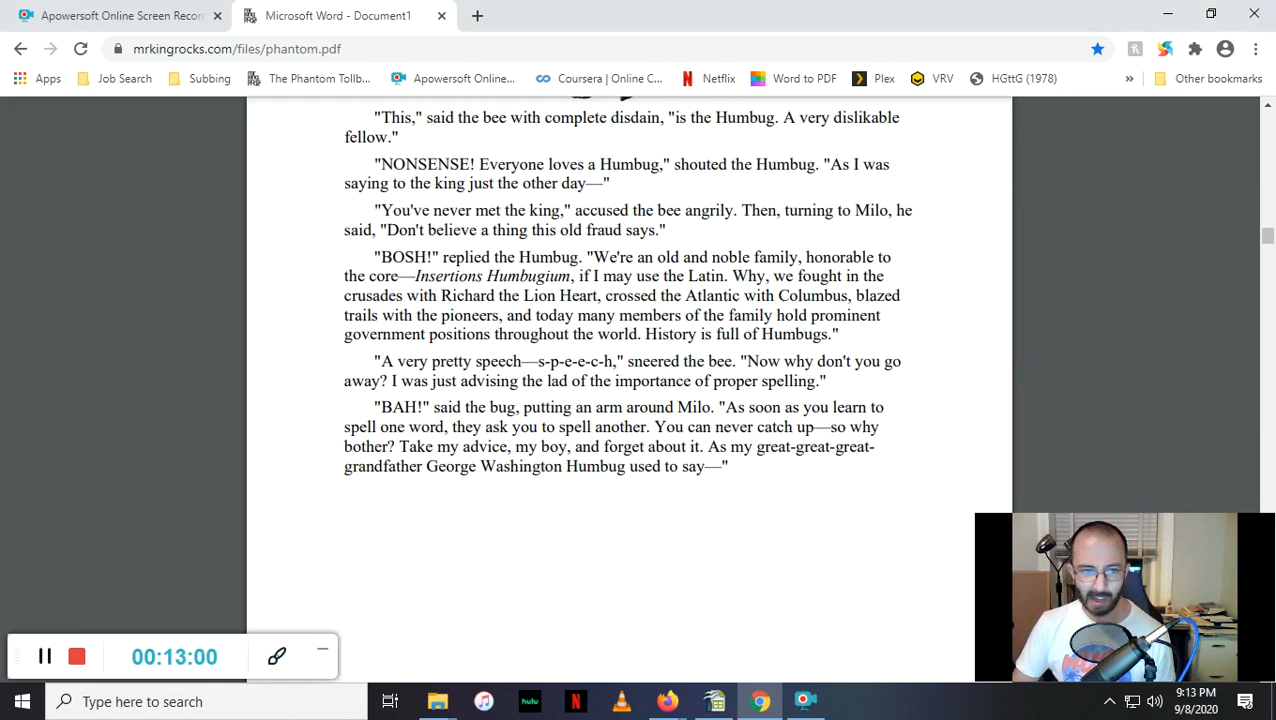 Apowersoft Online Screen Recor
Microsoft Word - Document1
mrkingrocks.com/files/phantom.pdf
Apps
Job Search
Subbing
The Phantom Tollb...
Apowersoft Online...
Coursera | Online C...
Netflix
Word to PDF
Plex
VRV
HGttG (1978)
»
Other bookmarks
"This," said the bee with complete disdain, "is the Humbug. A very dislikable
fellow."
"NONSENSE! Everyone loves a Humbug," shouted the Humbug. "As I was
saying to the king just the other day—"
"You've never met the king," accused the bee angrily. Then, turning to Milo, he
said, "Don't believe a thing this old fraud says."
"BOSH!" replied the Humbug. "We're an old and noble family, honorable to
the core—Insertions Humbugium, if I may use the Latin. Why, we fought in the
crusades with Richard the Lion Heart, crossed the Atlantic with Columbus, blazed
trails with the pioneers, and today many members of the family hold prominent
government positions throughout the world. History is full of Humbugs."
"A very pretty speech—s-p-e-e-c-h," sneered the bee. "Now why don't you go
away? I was just advising the lad of the importance of proper spelling."
"BAH!" said the bug, putting an arm around Milo. "As soon as you learn to
spell one word, they ask you to spell another. You can never catch up—so why
bother? Take my advice, my boy, and forget about it. As my great-great-great-
grandfather George Washington Humbug used to say—"
00:13:00
Type here to search
hulu
9:13 PM
9/8/2020